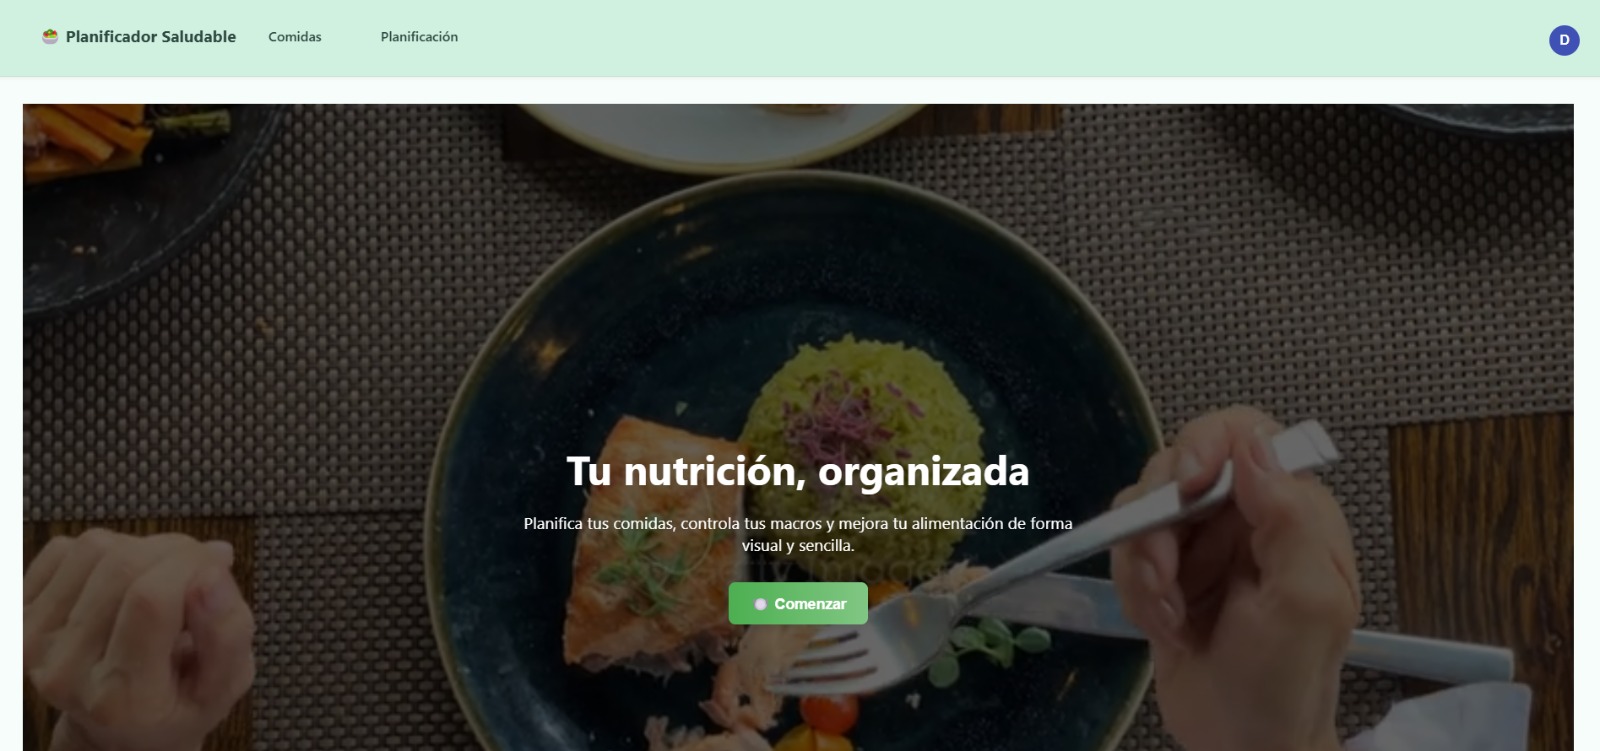 Planificador Saludable
Comidas
Planificación
D
Tu nutrición, organizada
Planifica tus comidas, controla tus macros y mejora tu alimentación de forma
visual y sencilla.
Comenzar